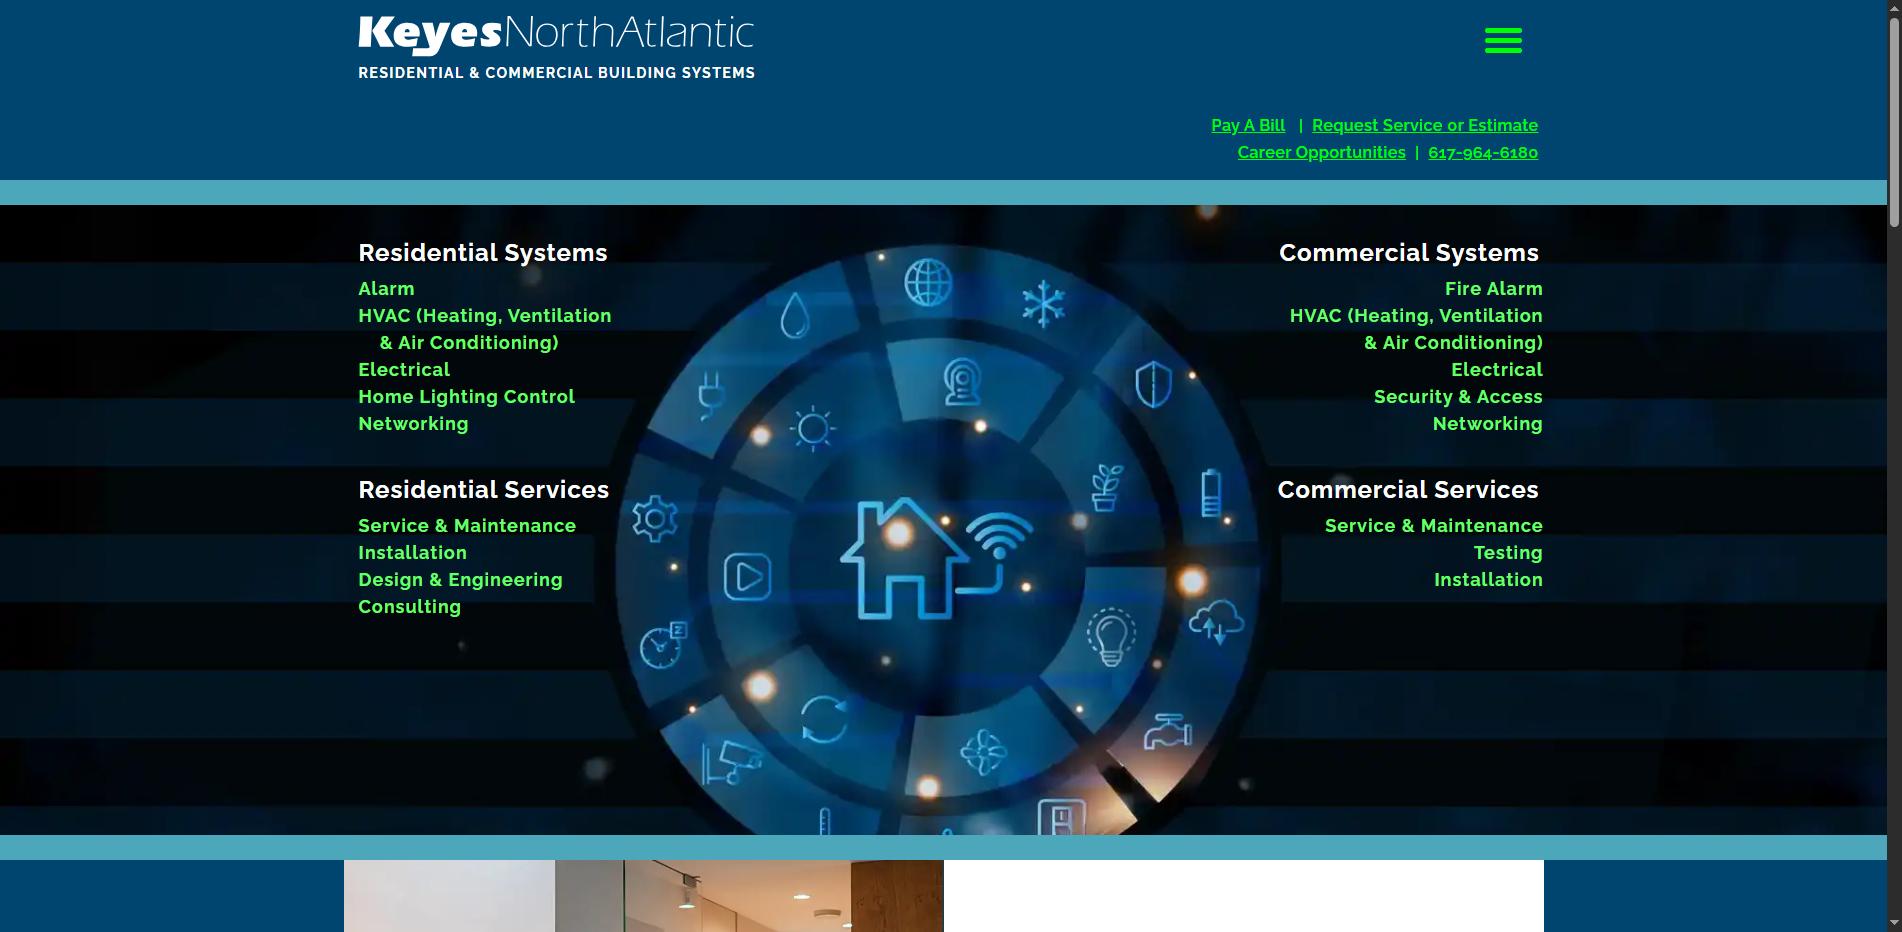 KeyesNorthAtlantic
RESIDENTIAL & COMMERCIAL BUILDING SYSTEMS
Pay A Bill | Request Service or Estimate
Career Opportunities | 617-964-6180
Residential Systems
Alarm
HVAC (Heating, Ventilation
& Air Conditioning)
Electrical
Home Lighting Control
Networking
Residential Services
Service & Maintenance
Installation
Design & Engineering
Consulting
Commercial Systems
Fire Alarm
HVAC (Heating, Ventilation
& Air Conditioning)
Electrical
Security & Access
Networking
Commercial Services
Service & Maintenance
Testing
Installation